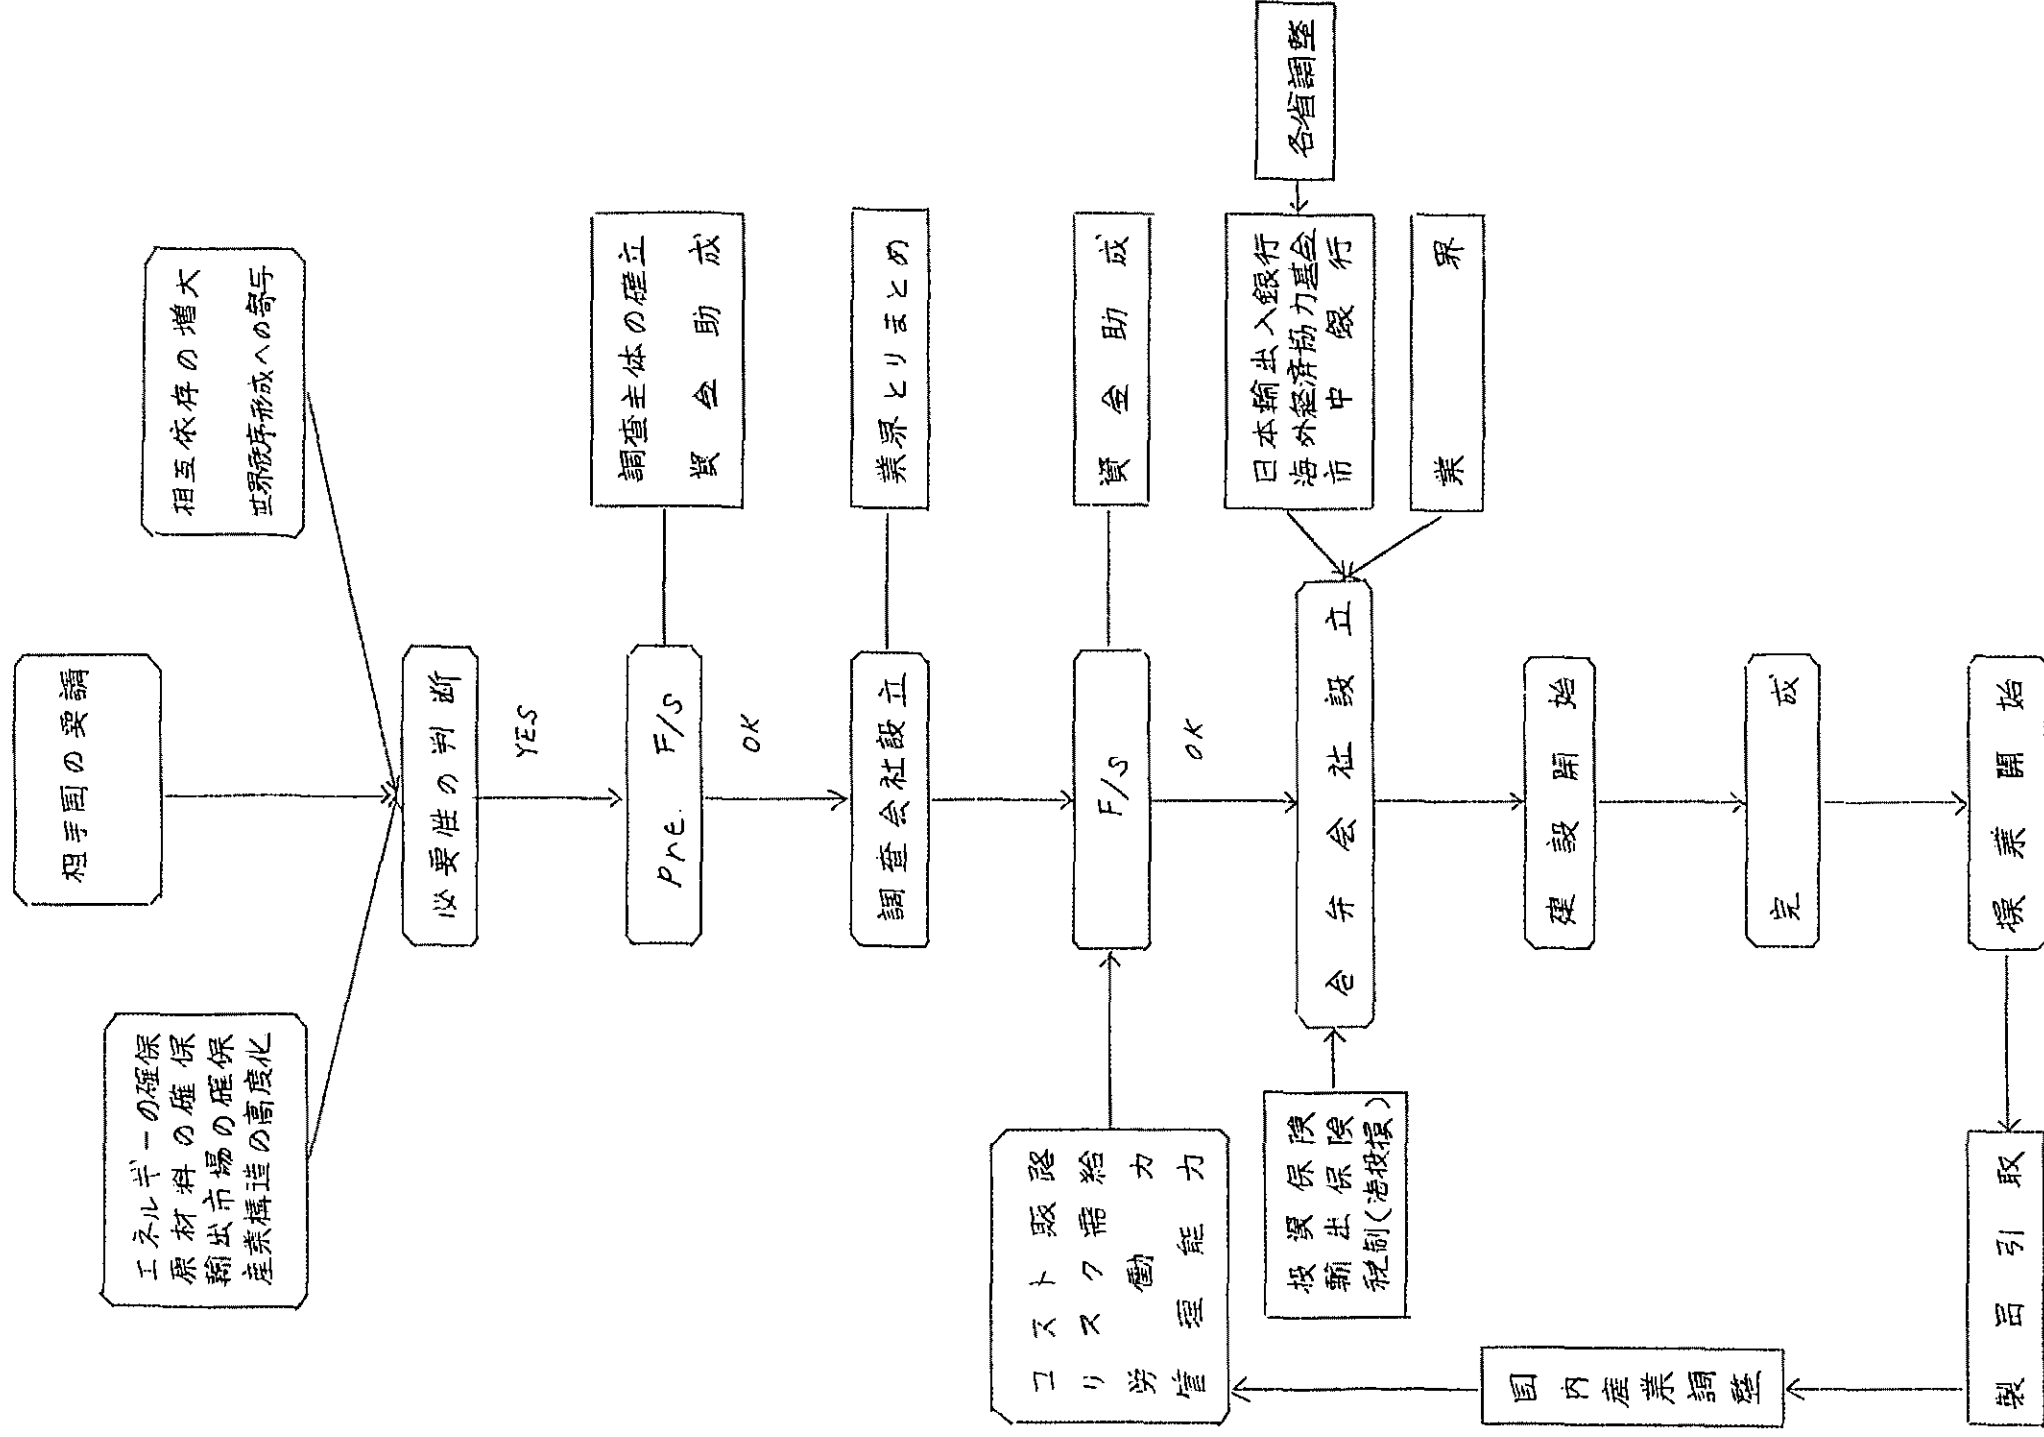 相手国の要請
エネルギーの確保
原材料の確保
輸出市場の確保
産業構造の高度化
相互依存の増大
世界秩序形成への寄与
必要性の判断
YES
Pre. F/S
調査主体の確立
資金助成
OK
調査会社設立
業界とりまとめ
F/S
資金助成
コスト販路
リスク需給
労働力
管理能力
OK
合弁会社設立
日本輸出入銀行
海外経済協力基金
市中銀行
各省調整
業界
投資保険
輸出保険
税制(海投損)
建設開始
完成
操業開始
製品引取
国内産業調整